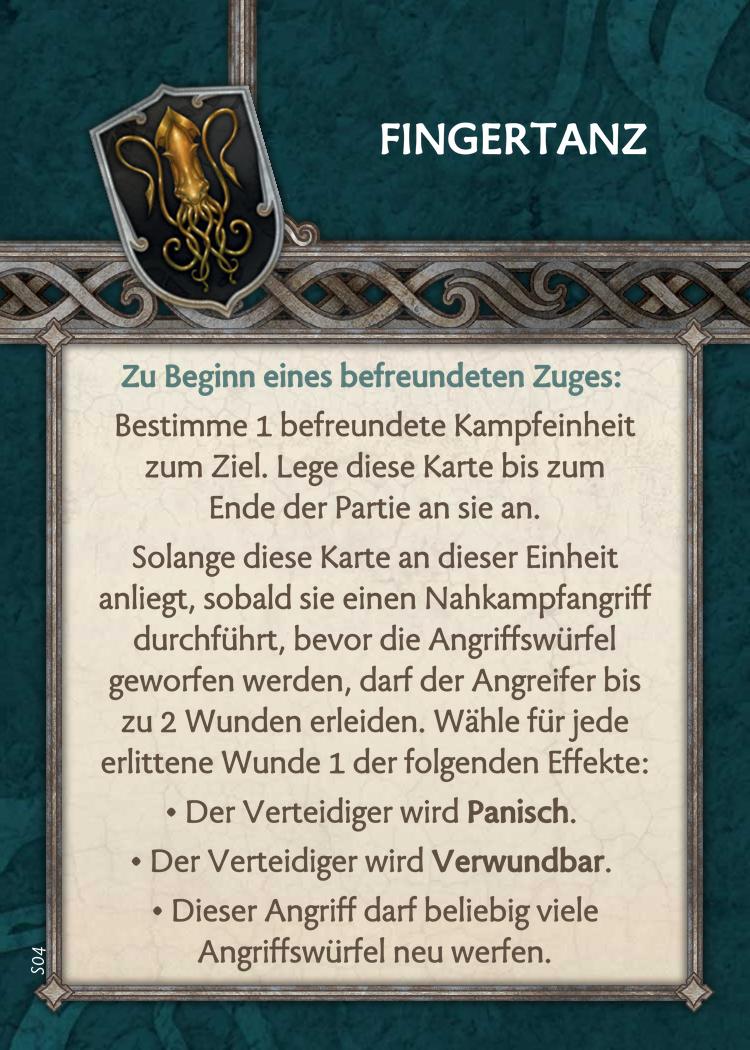 FINGERTANZ
Zu Beginn eines befreundeten Zuges:
Bestimme 1 befreundete Kampfeinheit
zum Ziel. Lege diese Karte bis zum
Ende der Partie an sie an.
Solange diese Karte an dieser Einheit
anliegt, sobald sie einen Nahkampfangriff
durchführt, bevor die Angriffswürfel
geworfen werden, darf der Angreifer bis
zu 2 Wunden erleiden. Wähle für jede
erlittene Wunde 1 der folgenden Effekte:
• Der Verteidiger wird Panisch.
• Der Verteidiger wird Verwundbar.
• Dieser Angriff darf beliebig viele
Angriffswürfel neu werfen.
S04